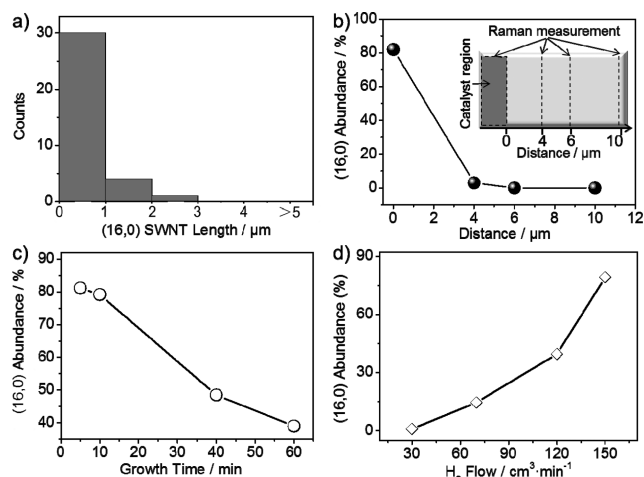 a)
Counts
30
20
10
0
0 1 2 3 4 >5
(16,0) SWNT Length / μm
b)
(16,0) Abundance / %
100
80
60
40
20
0
0 2 4 6 8 10 12
Distance / μm
Raman measurement
Catalyst region
0 4 6 10
Distance / μm
c)
(16,0) Abundance / %
90
80
70
60
50
40
0 10 20 30 40 50 60
Growth Time / min
d)
(16,0) Abundance (%)
90
60
30
0
30 60 90 120 150
H₂ Flow / cm³·min⁻¹